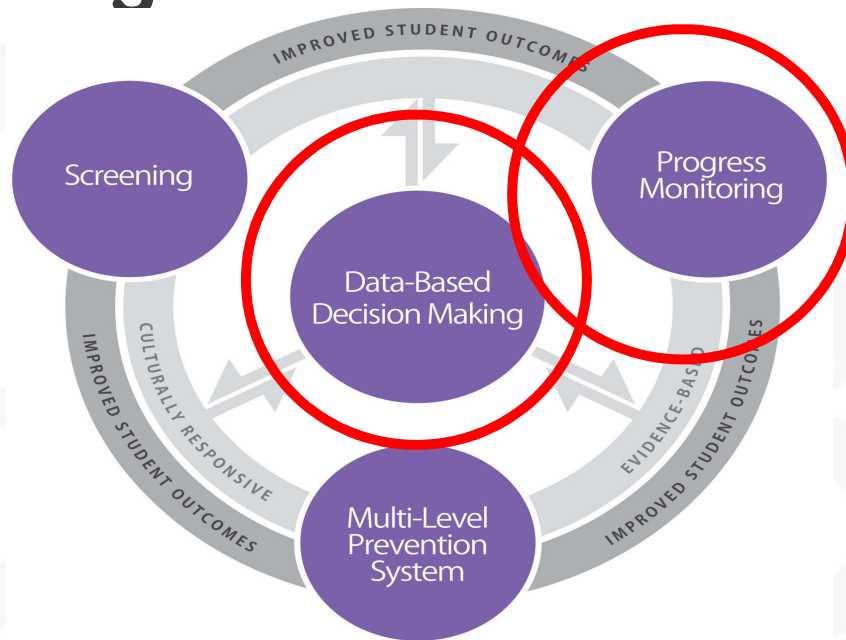 IMPROVED STUDENT OUTCOMES
Screening
Progress
Monitoring
Data-Based
Decision Making
IMPROVED STUDENT OUTCOMES
CULTURALLY RESPONSIVE
EVIDENCE-BASED
IMPROVED STUDENT OUTCOMES
Multi-Level
Prevention
System